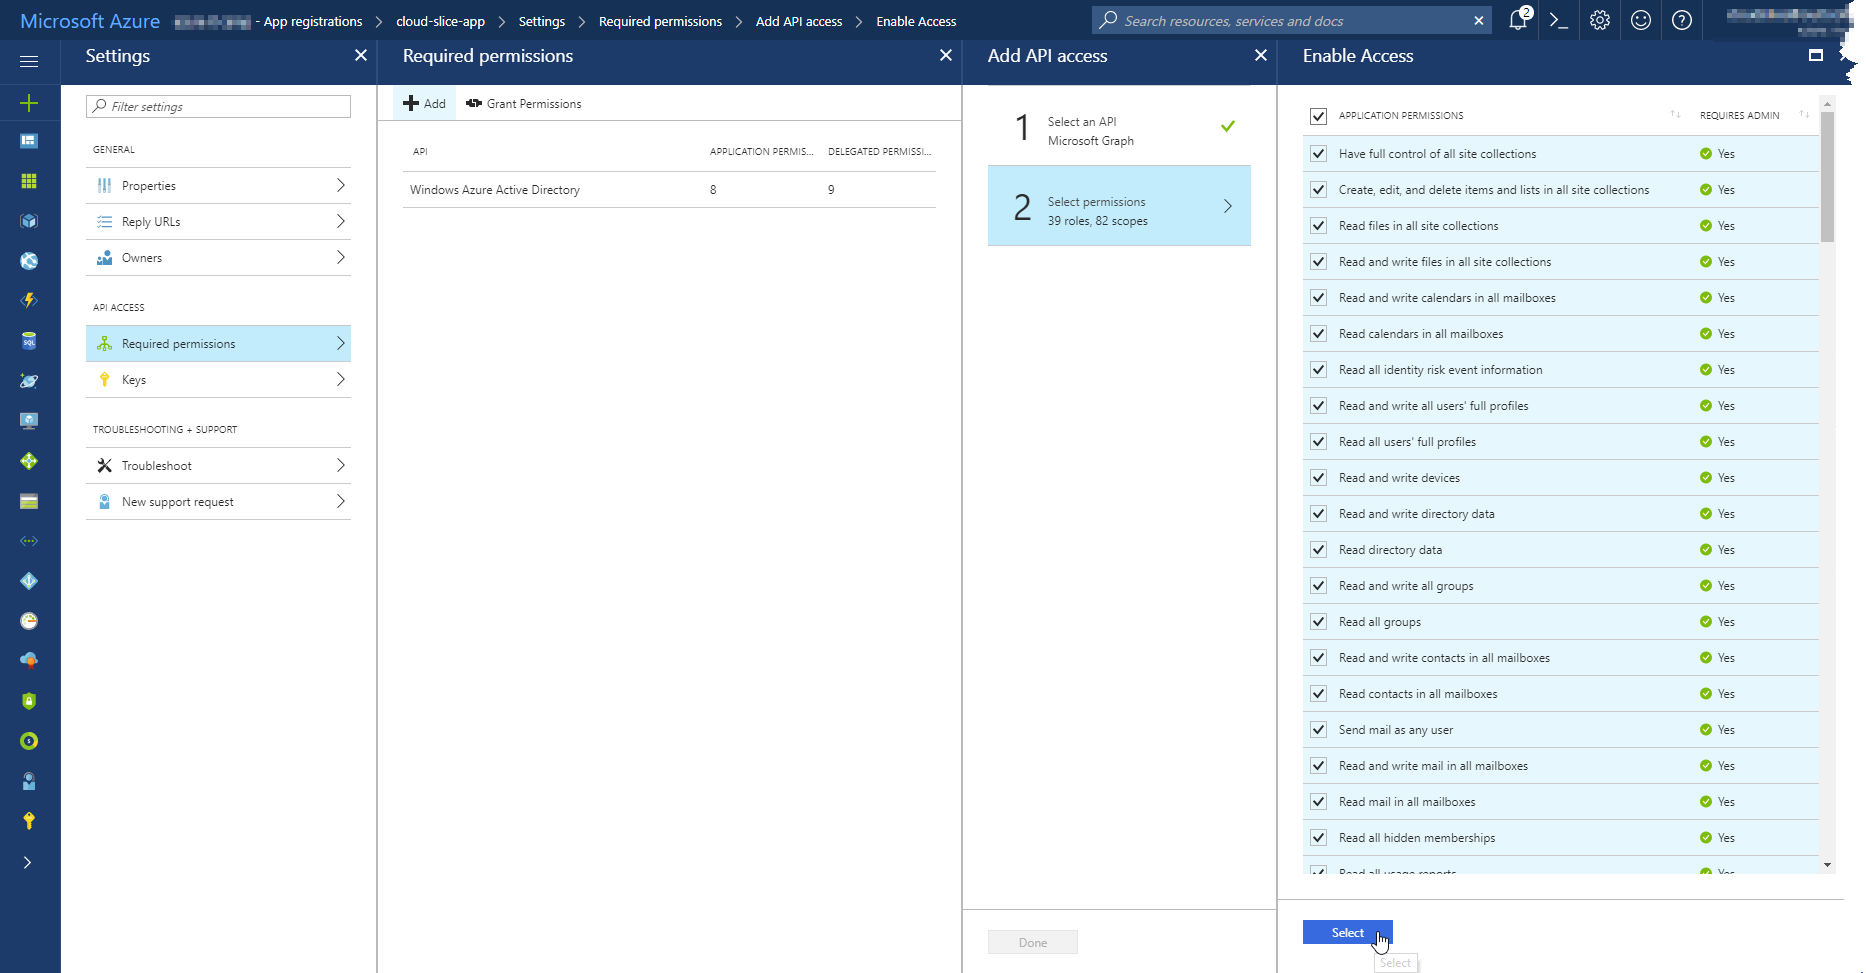 Microsoft Azure - App registrations > cloud-slice-app > Settings > Required permissions > Add API access > Enable Access
Search resources, services and docs
2
Settings
Filter settings
GENERAL
Properties
Reply URLs
Owners
API ACCESS
Required permissions
Keys
TROUBLESHOOTING + SUPPORT
Troubleshoot
New support request
Required permissions
Add
Grant Permissions
API APPLICATION PERMIS... DELEGATED PERMISSI...
Windows Azure Active Directory 8 9
Add API access
1
Select an API
Microsoft Graph
2
Select permissions
39 roles, 82 scopes
Done
Enable Access
APPLICATION PERMISSIONS REQUIRES ADMIN
Have full control of all site collections Yes
Create, edit, and delete items and lists in all site collections Yes
Read files in all site collections Yes
Read and write files in all site collections Yes
Read and write calendars in all mailboxes Yes
Read calendars in all mailboxes Yes
Read all identity risk event information Yes
Read and write all users' full profiles Yes
Read all users' full profiles Yes
Read and write devices Yes
Read and write directory data Yes
Read directory data Yes
Read and write all groups Yes
Read all groups Yes
Read and write contacts in all mailboxes Yes
Read contacts in all mailboxes Yes
Send mail as any user Yes
Read and write mail in all mailboxes Yes
Read mail in all mailboxes Yes
Read all hidden memberships Yes
Read all usage reports Yes
Select
Select
SQL